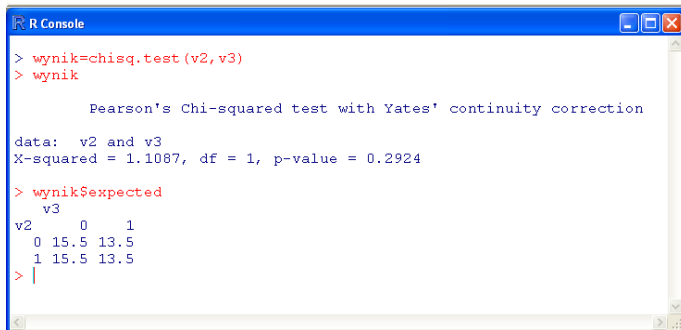 R Console
> wynik=chisq.test(v2,v3)
> wynik
Pearson's Chi-squared test with Yates' continuity correction
data:  v2 and v3
X-squared = 1.1087, df = 1, p-value = 0.2924
> wynik$expected
   v3
v2     0    1
  0 15.5 13.5
  1 15.5 13.5
>